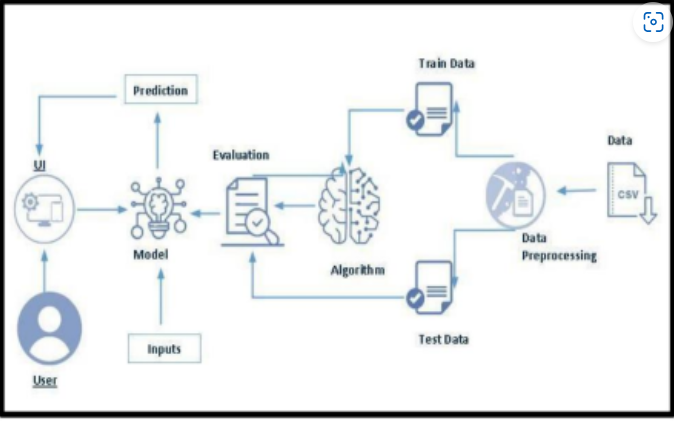 Train Data
Prediction
Data
Evaluation
UI
CSV
Model
Data
Preprocessing
Algorithm
Inputs
Test Data
User